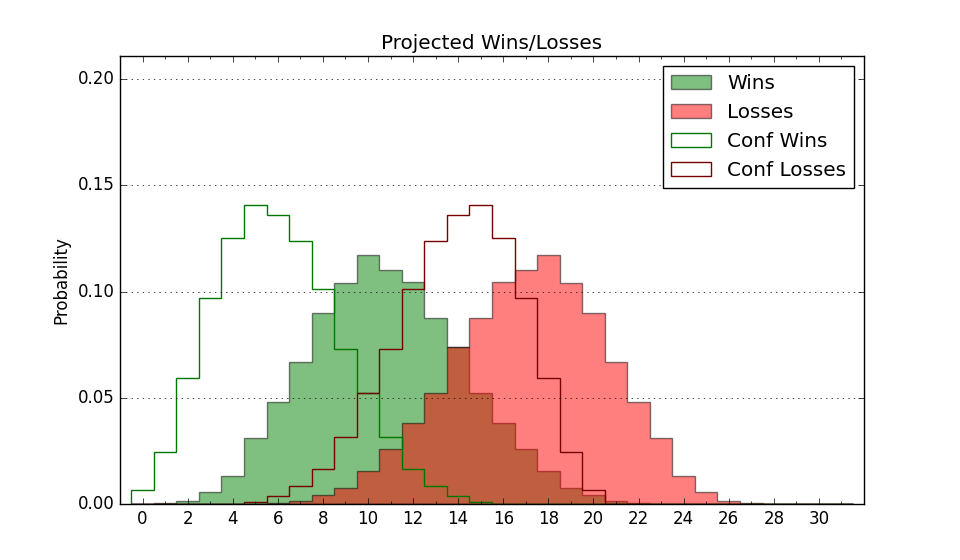 Projected Wins/Losses
Wins
Losses
Conf Wins
Conf Losses
Probability
0.20
0.15
0.10
0.05
0.00
0 2 4 6 8 10 12 14 16 18 20 22 24 26 28 30